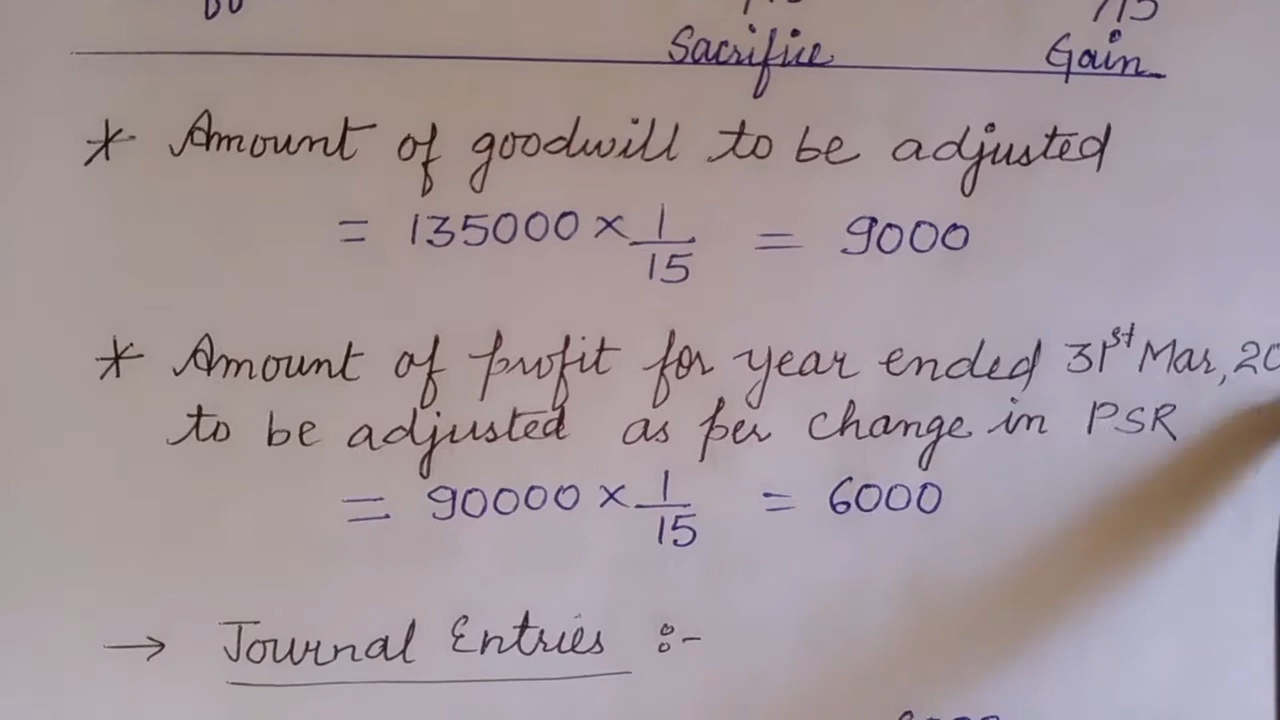 Sacrifice Gain
* Amount of goodwill to be adjusted
= 135000 × 1/15 = 9000
* Amount of profit for year ended 31st Mar, 20
to be adjusted as per change in PSR
= 90000 × 1/15 = 6000
→ Journal Entries :-